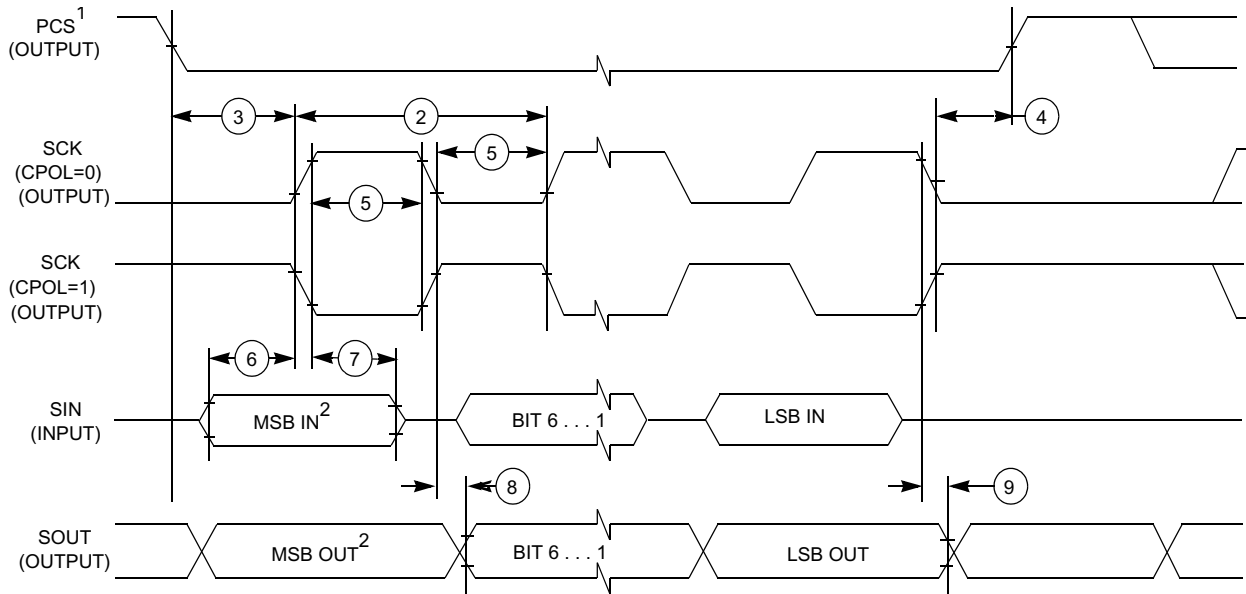 PCS1
(OUTPUT)
3
2
4
SCK
(CPOL=0)
(OUTPUT)
5
5
SCK
(CPOL=1)
(OUTPUT)
6
7
SIN
(INPUT)
MSB IN2
BIT 6 . . . 1
LSB IN
8
9
SOUT
(OUTPUT)
MSB OUT2
BIT 6 . . . 1
LSB OUT